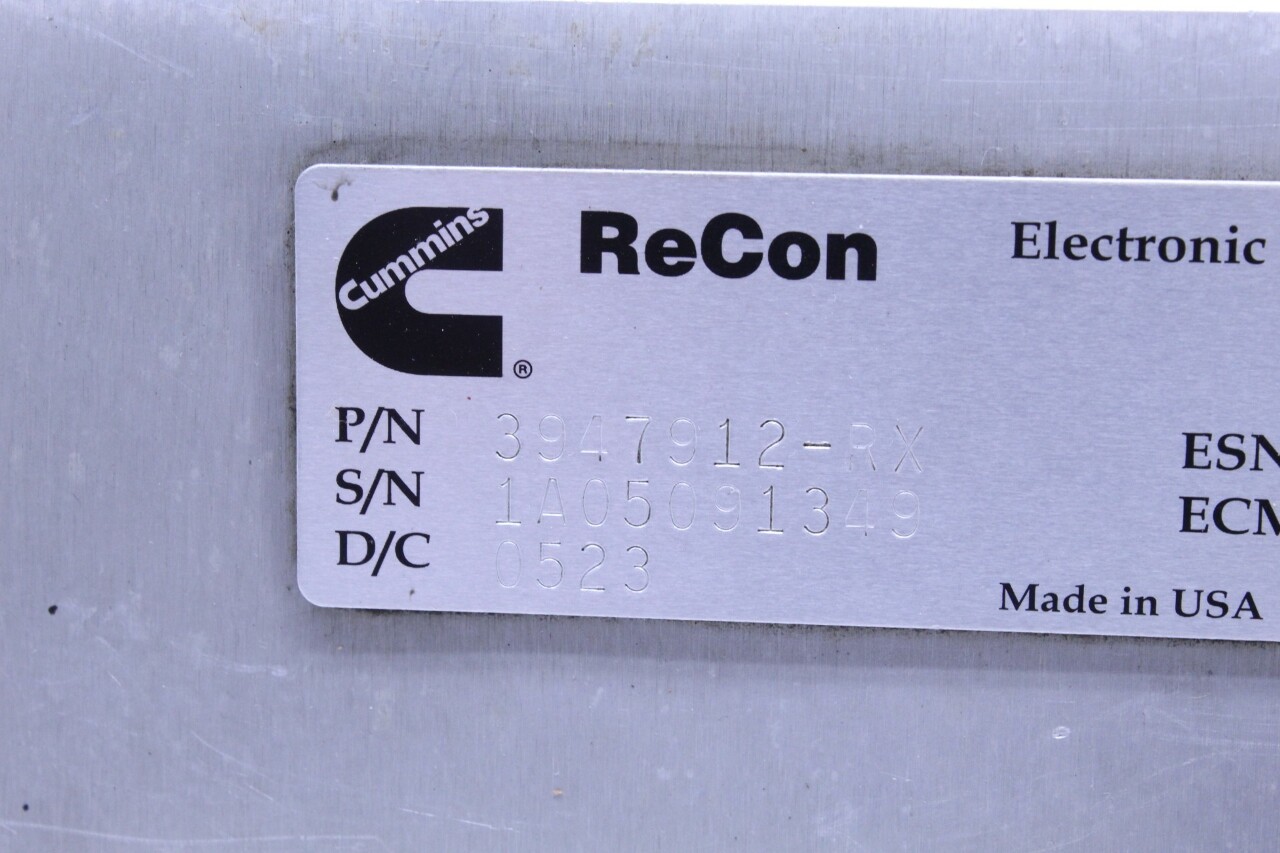 Cummins
ReCon
Electronic
®
P/N 3947912-RX
S/N 1A05091349
D/C 0523
ESN
ECM
Made in USA